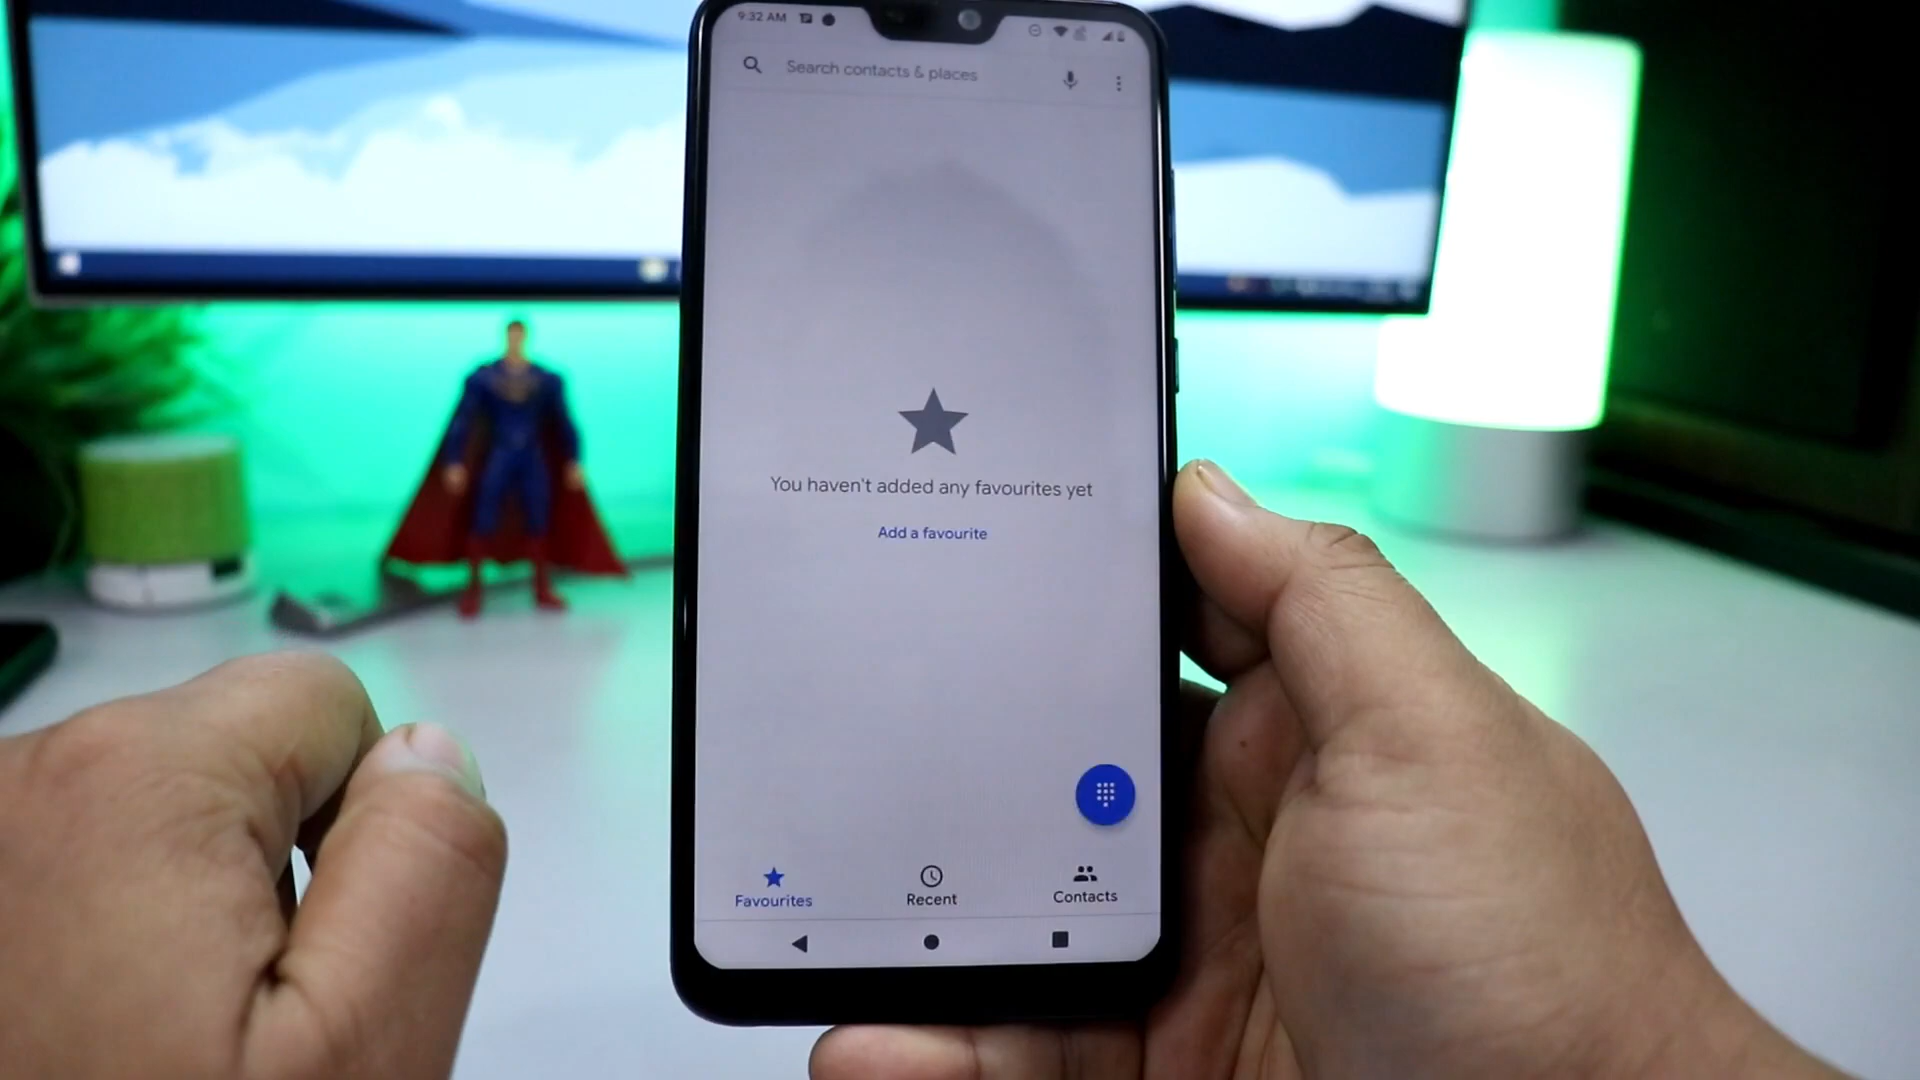 9:32 AM
Search contacts & places
You haven't added any favourites yet
Add a favourite
Favourites
Recent
Contacts